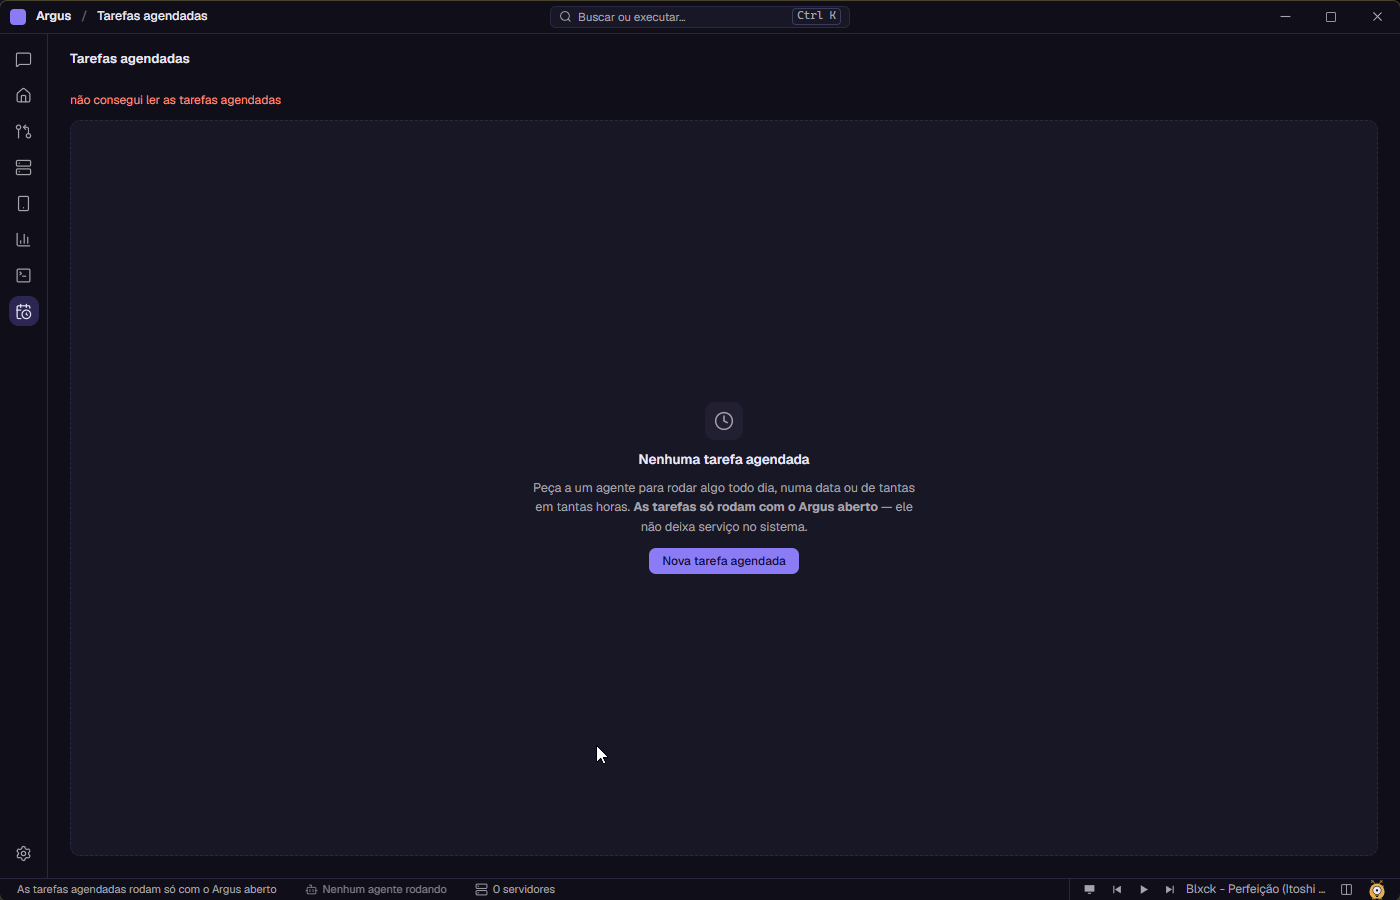 Argus / Tarefas agendadas
Buscar ou executar...
Ctrl K
Tarefas agendadas
não consegui ler as tarefas agendadas
Nenhuma tarefa agendada
Peça a um agente para rodar algo todo dia, numa data ou de tantas
em tantas horas. As tarefas só rodam com o Argus aberto — ele
não deixa serviço no sistema.
Nova tarefa agendada
As tarefas agendadas rodam só com o Argus aberto
Nenhum agente rodando
0 servidores
Blxck - Perfeição (Itoshi ...